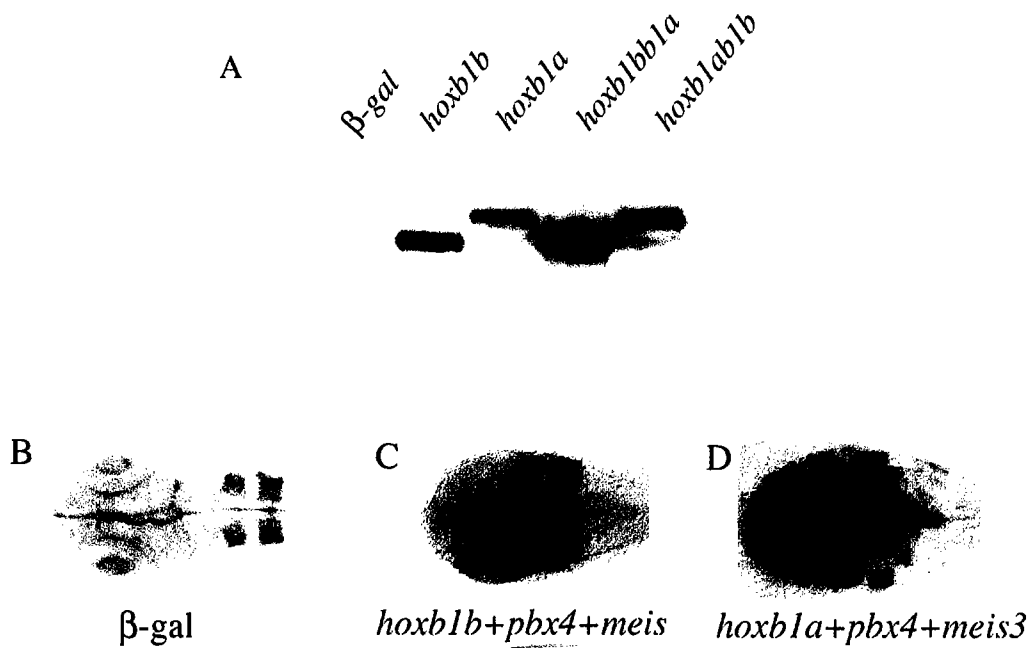 A
β-gal
hoxb1b
hoxb1a
hoxb1bb1a
hoxb1ab1b
B
C
D
β-gal
hoxb1b+pbx4+meis
hoxb1a+pbx4+meis3